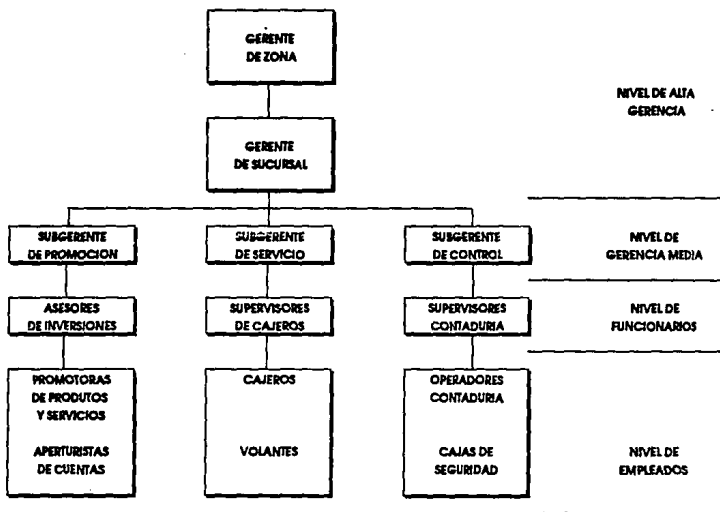 GERENTE
DE ZONA
NIVEL DE ALTA
GERENCIA
GERENTE
DE SUCURSAL
SUBGERENTE
DE PROMOCION
SUBGERENTE
DE SERVICIO
SUBGERENTE
DE CONTROL
NIVEL DE
GERENCIA MEDIA
ASESORES
DE INVERSIONES
SUPERVISORES
DE CAJEROS
SUPERVISORES
CONTADURIA
NIVEL DE
FUNCIONARIOS
PROMOTORAS
DE PRODUTOS
Y SERVICIOS
APERTURISTAS
DE CUENTAS
CAJEROS
VOLANTES
OPERADORES
CONTADURIA
CAJAS DE
SEGURIDAD
NIVEL DE
EMPLEADOS